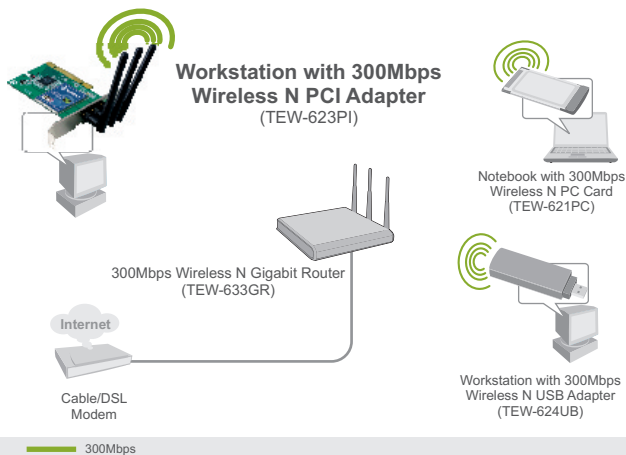 Workstation with 300Mbps
Wireless N PCI Adapter
(TEW-623PI)
Notebook with 300Mbps
Wireless N PC Card
(TEW-621PC)
300Mbps Wireless N Gigabit Router
(TEW-633GR)
Internet
Cable/DSL
Modem
Workstation with 300Mbps
Wireless N USB Adapter
(TEW-624UB)
300Mbps